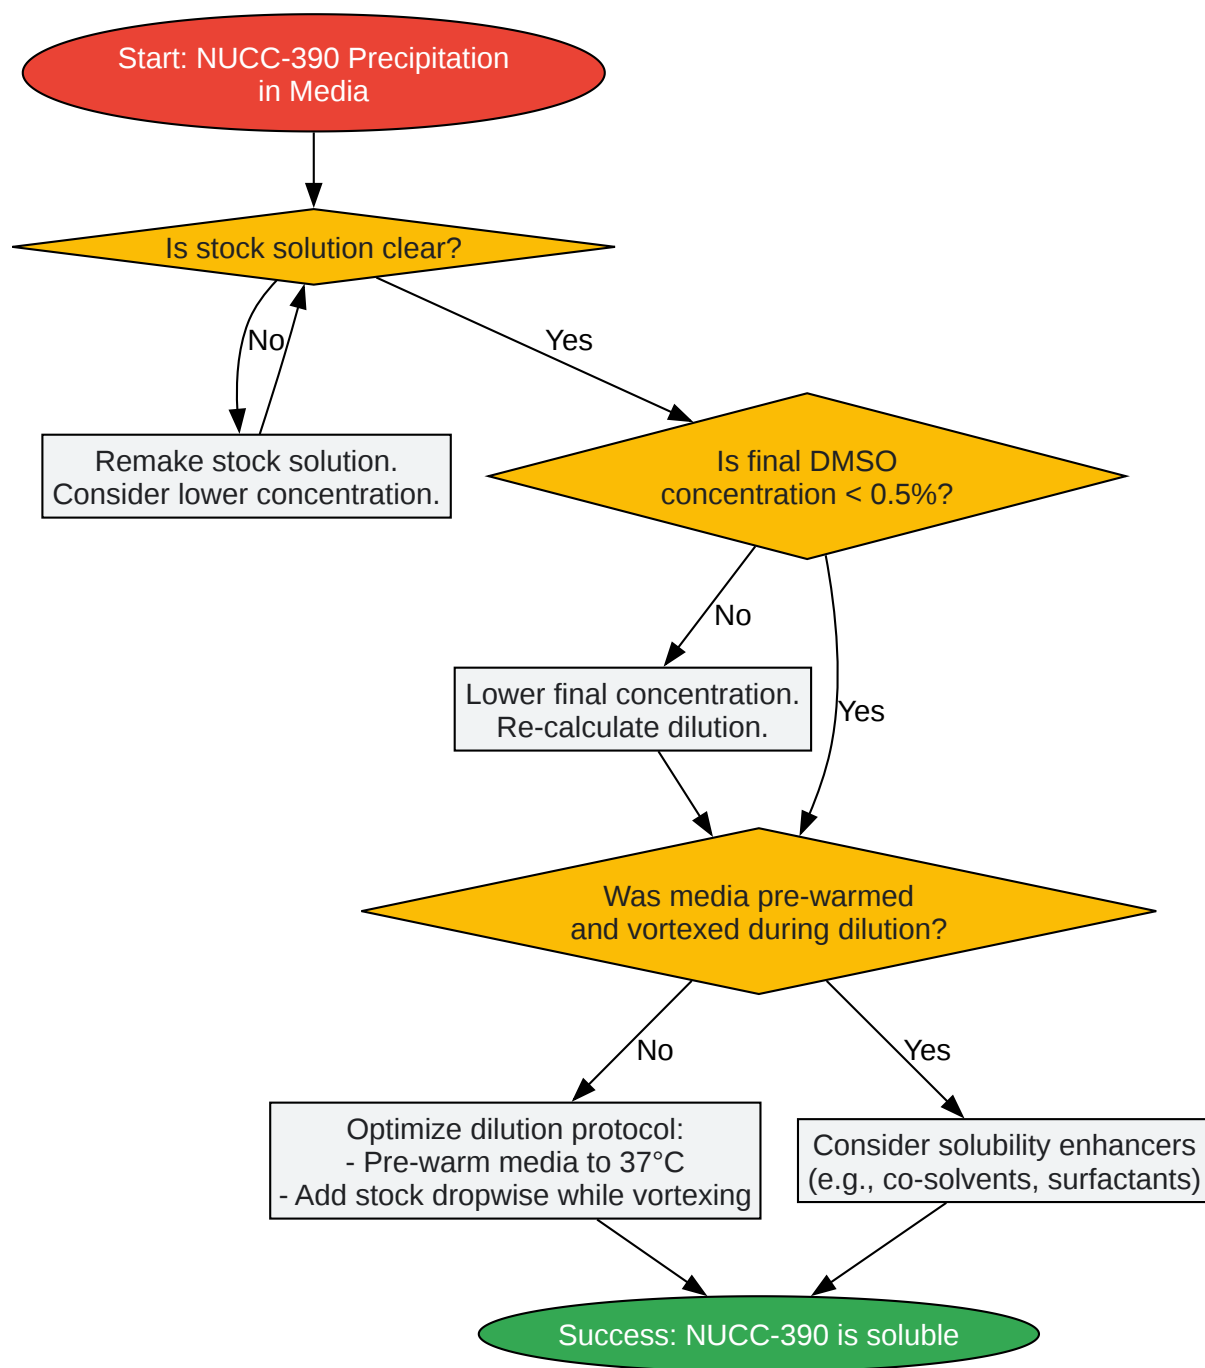 Start: NUCC-390 Precipitation
in Media
Is stock solution clear?
No
Yes
Remake stock solution.
Consider lower concentration.
Is final DMSO
concentration < 0.5%?
No
Lower final concentration.
Re-calculate dilution.
Yes
Was media pre-warmed
and vortexed during dilution?
No
Yes
Optimize dilution protocol:
- Pre-warm media to 37°C
- Add stock dropwise while vortexing
Consider solubility enhancers
(e.g., co-solvents, surfactants)
Success: NUCC-390 is soluble